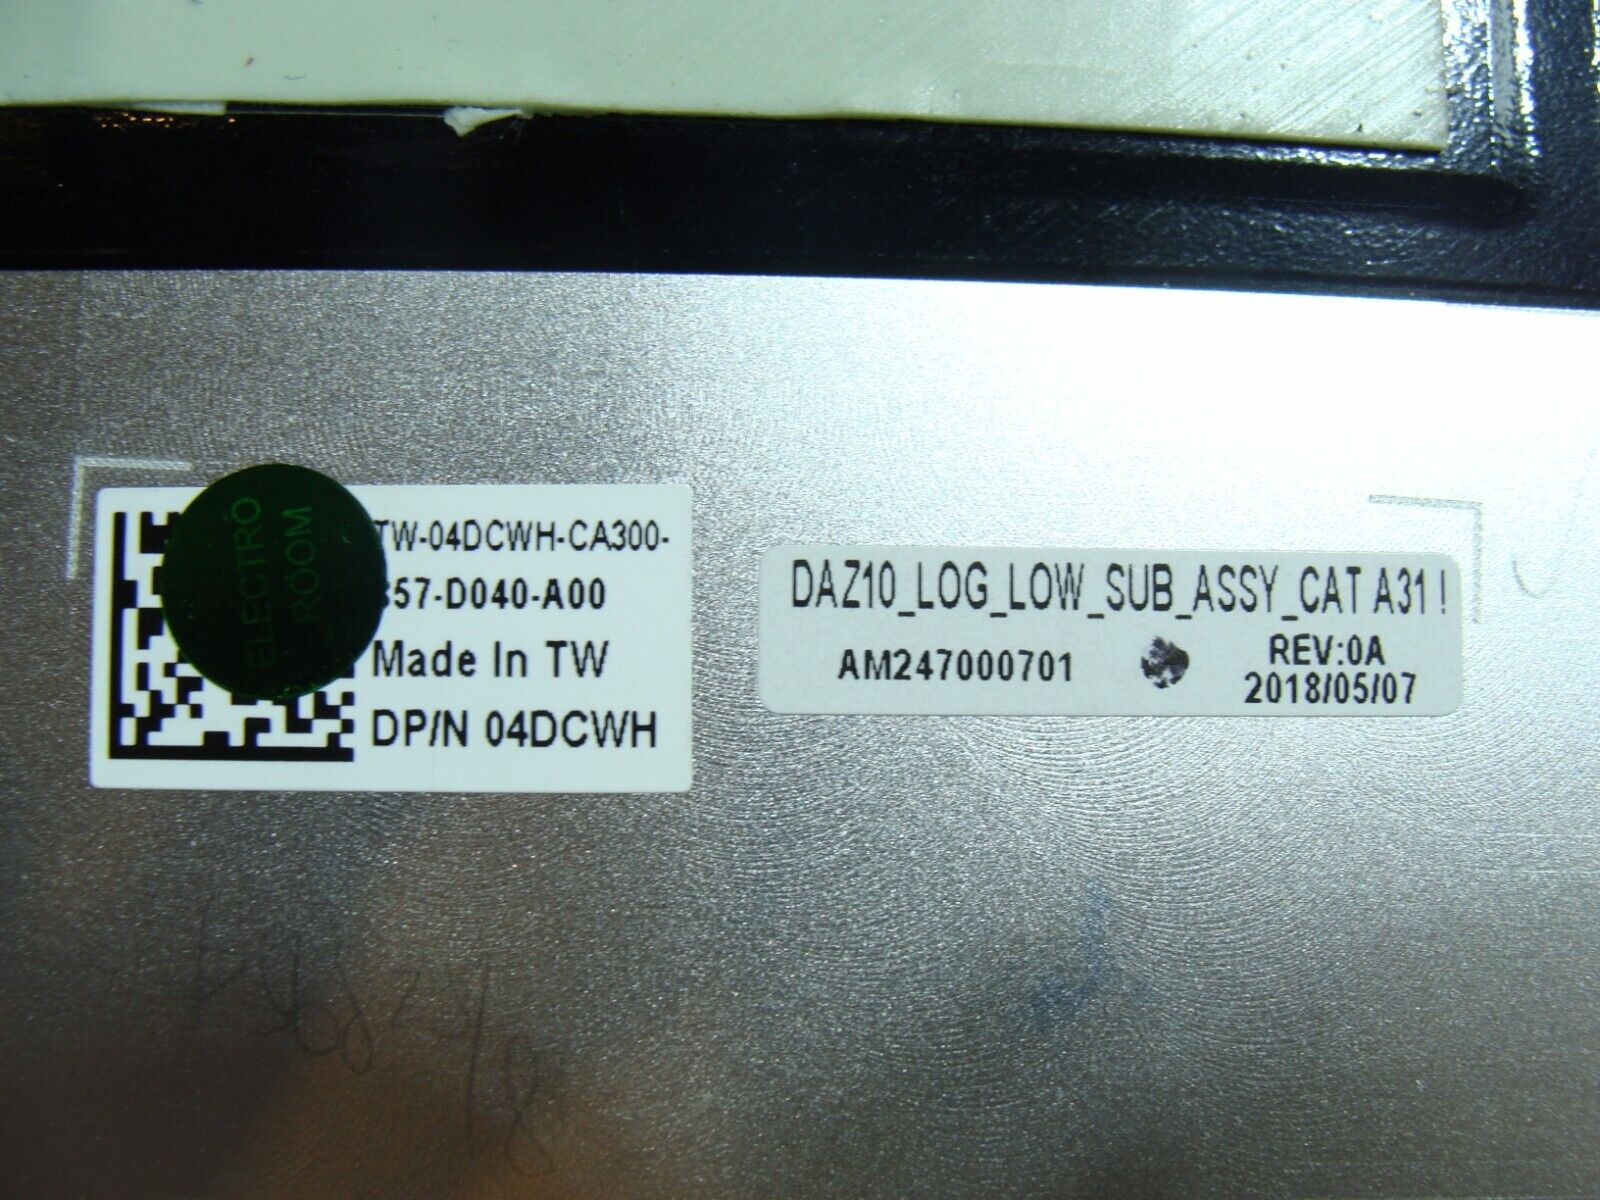 ELECTRO
ROOM
TW-04DCWH-CA300-
57-D040-A00
Made In TW
DP/N 04DCWH
DAZ10_LOG_LOW_SUB_ASSY_CAT A31 !
AM247000701
REV:0A
2018/05/07